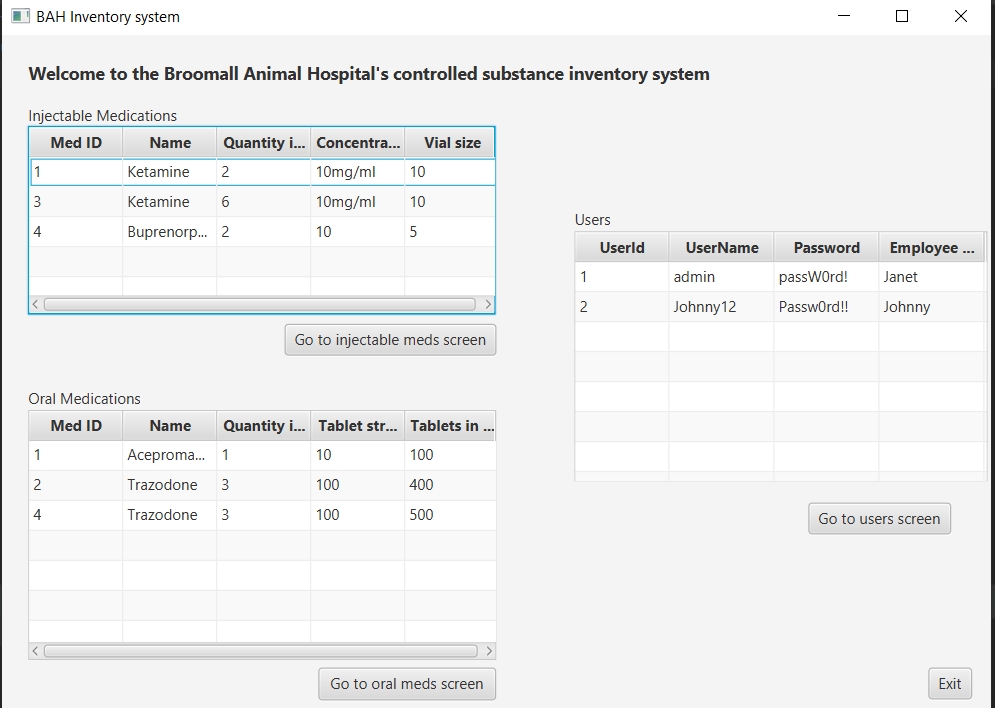 BAH Inventory system
Welcome to the Broomall Animal Hospital's controlled substance inventory system
Injectable Medications
Med ID Name Quantity i... Concentra... Vial size
1 Ketamine 2 10mg/ml 10
3 Ketamine 6 10mg/ml 10
4 Buprenorp... 2 10 5
Go to injectable meds screen
Oral Medications
Med ID Name Quantity i... Tablet str... Tablets in ...
1 Aceproma... 1 10 100
2 Trazodone 3 100 400
4 Trazodone 3 100 500
Go to oral meds screen
Users
UserId UserName Password Employee ...
1 admin passW0rd! Janet
2 Johnny12 Passw0rd!! Johnny
Go to users screen
Exit